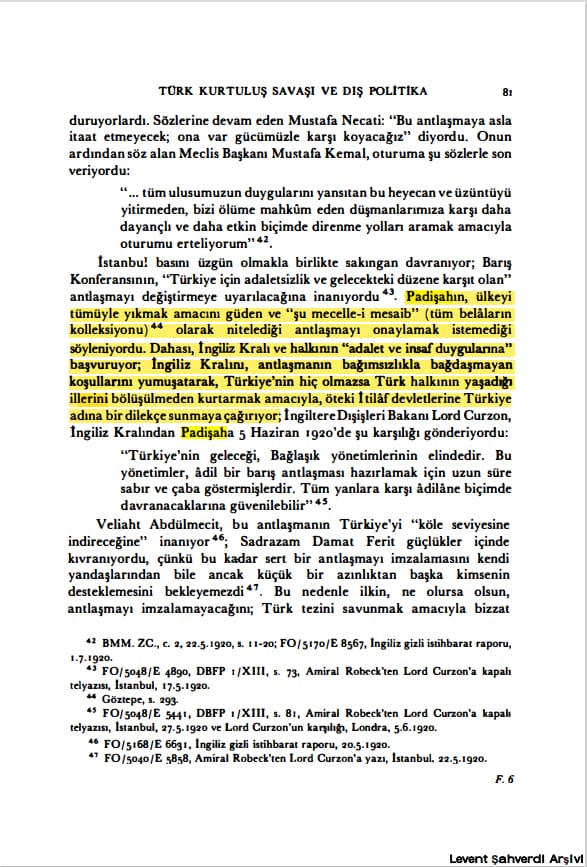 TÜRK KURTULUŞ SAVAŞI VE DIŞ POLİTİKA 81
duruyorlardı. Sözlerine devam eden Mustafa Necati: “Bu antlaşmaya asla
itaat etmeyecek; ona var gücümüzle karşı koyacağız” diyordu. Onun
ardından söz alan Meclis Başkanı Mustafa Kemal, oturuma şu sözlerle son
veriyordu:
“... tüm ulusumuzun duygularını yansıtan bu heyecan ve üzüntüyü
yitirmeden, bizi ölüme mahkûm eden düşmanlarımıza karşı daha
dayançlı ve daha etkin biçimde direnme yolları aramak amacıyla
oturumu erteliyorum” 42.
İstanbul basını üzgün olmakla birlikte sakıngan davranıyor; Barış
Konferansının, “Türkiye için adaletsizlik ve gelecekteki düzene karşıt olan”
antlaşmayı değiştirmeye uyarılacağına inanıyordu 43. Padişahın, ülkeyi
tümüyle yıkmak amacını güden ve “şu mecelle-i mesaib” (tüm belâların
kolleksiyonu) 44 olarak nitelediği antlaşmayı onaylamak istemediği
söyleniyordu. Dahası, İngiliz Kralı ve halkının “adalet ve insaf duygularına”
başvuruyor; İngiliz Kralını, antlaşmanın bağımsızlıkla bağdaşmayan
koşullarını yumuşatarak, Türkiye'nin hiç olmazsa Türk halkının yaşadığı
illerini bölüşülmeden kurtarmak amacıyla, öteki İtilâf devletlerine Türkiye
adına bir dilekçe sunmaya çağırıyor; İngiltere Dışişleri Bakanı Lord Curzon,
İngiliz Kralından Padişaha 5 Haziran 1920'de şu karşılığı gönderiyordu:
“Türkiye'nin geleceği, Bağlaşık yönetimlerinin elindedir. Bu
yönetimler, âdil bir barış antlaşması hazırlamak için uzun süre
sabır ve çaba göstermişlerdir. Tüm yanlara karşı âdilâne biçimde
davranacaklarına güvenilebilir” 45.
Veliaht Abdülmecit, bu antlaşmanın Türkiye'yi “köle seviyesine
indireceğine” inanıyor 46; Sadrazam Damat Ferit güçlükler içinde
kıvranıyordu, çünkü bu kadar sert bir antlaşmayı imzalamasını kendi
yandaşlarından bile ancak küçük bir azınlıktan başka kimsenin
desteklemesini bekleyemezdi 47. Bu nedenle ilkin, ne olursa olsun,
antlaşmayı imzalamayacağını; Türk tezini savunmak amacıyla bizzat
42 BMM. ZC., c. 2, 22.5.1920, s. 11-20; FO/5170/E 8567, İngiliz gizli istihbarat raporu,
1.7.1920.
43 FO/5048/E 4890, DBFP 1/XIII, s. 73, Amiral Robeck'ten Lord Curzon'a kapalı
telyazısı, İstanbul, 17.5.1920.
44 Göztepe, s. 293.
45 FO/5048/E 5441, DBFP 1/XIII, s. 81, Amiral Robeck'ten Lord Curzon'a kapalı
telyazısı, İstanbul, 27.5.1920 ve Lord Curzon'un karşılığı, Londra, 5.6.1920.
46 FO/5168/E 6631, İngiliz gizli istihbarat raporu, 20.5.1920.
47 FO/5040/E 5858, Amiral Robeck'ten Lord Curzon'a yazı, İstanbul, 22.5.1920.
F. 6
Levent Şahverdi Arşivi